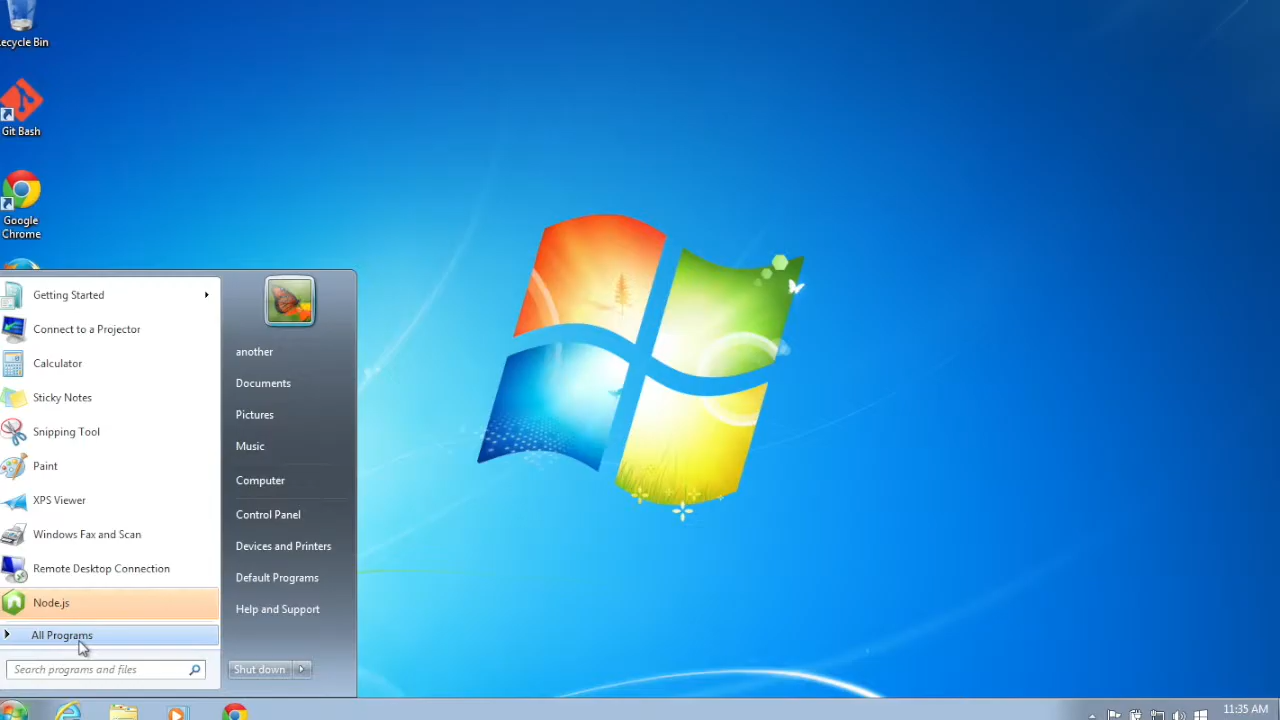 ecycle Bin
Git Bash
Google
Chrome
Getting Started
Connect to a Projector
Calculator
Sticky Notes
Snipping Tool
Paint
XPS Viewer
Windows Fax and Scan
Remote Desktop Connection
Node.js
All Programs
Search programs and files
another
Documents
Pictures
Music
Computer
Control Panel
Devices and Printers
Default Programs
Help and Support
Shut down
11:35 AM